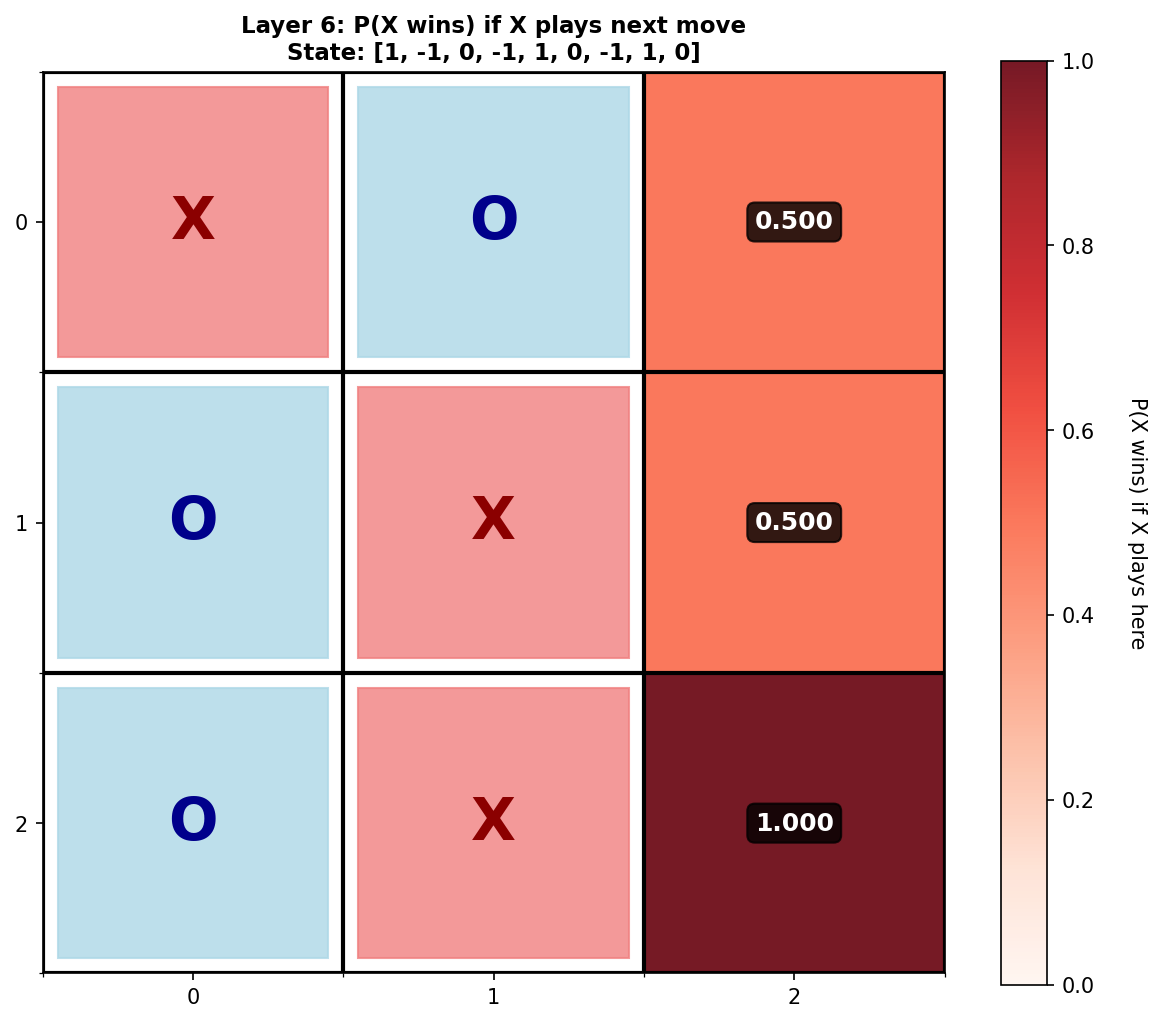 Layer 6: P(X wins) if X plays next move
State: [1, -1, 0, -1, 1, 0, -1, 1, 0]
0
X
O
0.500
1
O
X
0.500
2
O
X
1.000
0
1
2
1.0
0.8
0.6
0.4
0.2
0.0
P(X wins) if X plays here